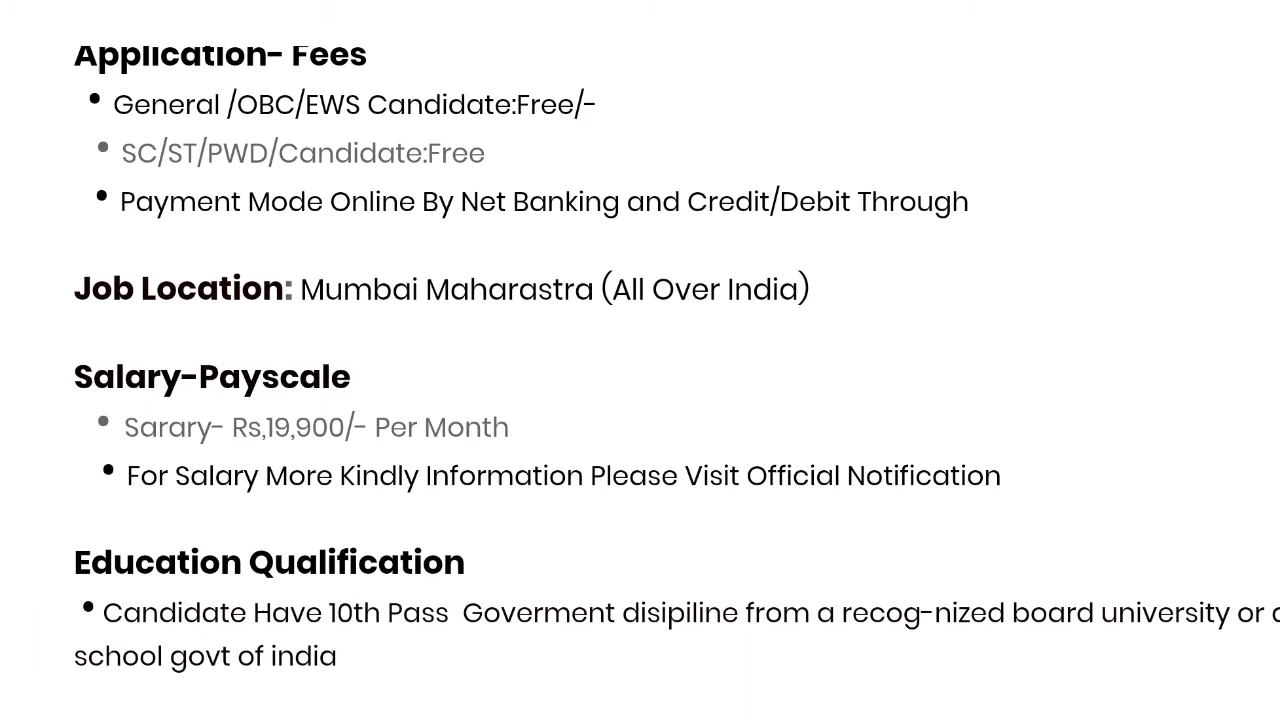 Application- Fees
• General /OBC/EWS Candidate:Free/-
• SC/ST/PWD/Candidate:Free
• Payment Mode Online By Net Banking and Credit/Debit Through
Job Location: Mumbai Maharastra (All Over India)
Salary-Payscale
• Sarary- Rs,19,900/- Per Month
• For Salary More Kindly Information Please Visit Official Notification
Education Qualification
• Candidate Have 10th Pass Goverment disipiline from a recog-nized board university or
school govt of india